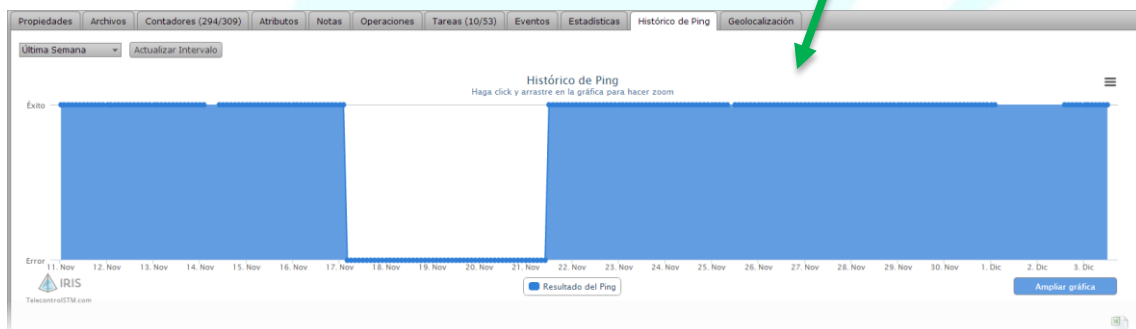 Propiedades Archivos Contadores (294/309) Atributos Notas Operaciones Tareas (10/53) Eventos Estadísticas Histórico de Ping Geolocalización
Última Semana Actualizar Intervalo
Histórico de Ping
Haga click y arrastre en la gráfica para hacer zoom
Éxito
Error
11. Nov 12. Nov 13. Nov 14. Nov 15. Nov 16. Nov 17. Nov 18. Nov 19. Nov 20. Nov 21. Nov 22. Nov 23. Nov 24. Nov 25. Nov 26. Nov 27. Nov 28. Nov 29. Nov 30. Nov 1. Dic 2. Dic 3. Dic
IRIS
Resultado del Ping
Ampliar gráfica
TelecontrolSTM.com